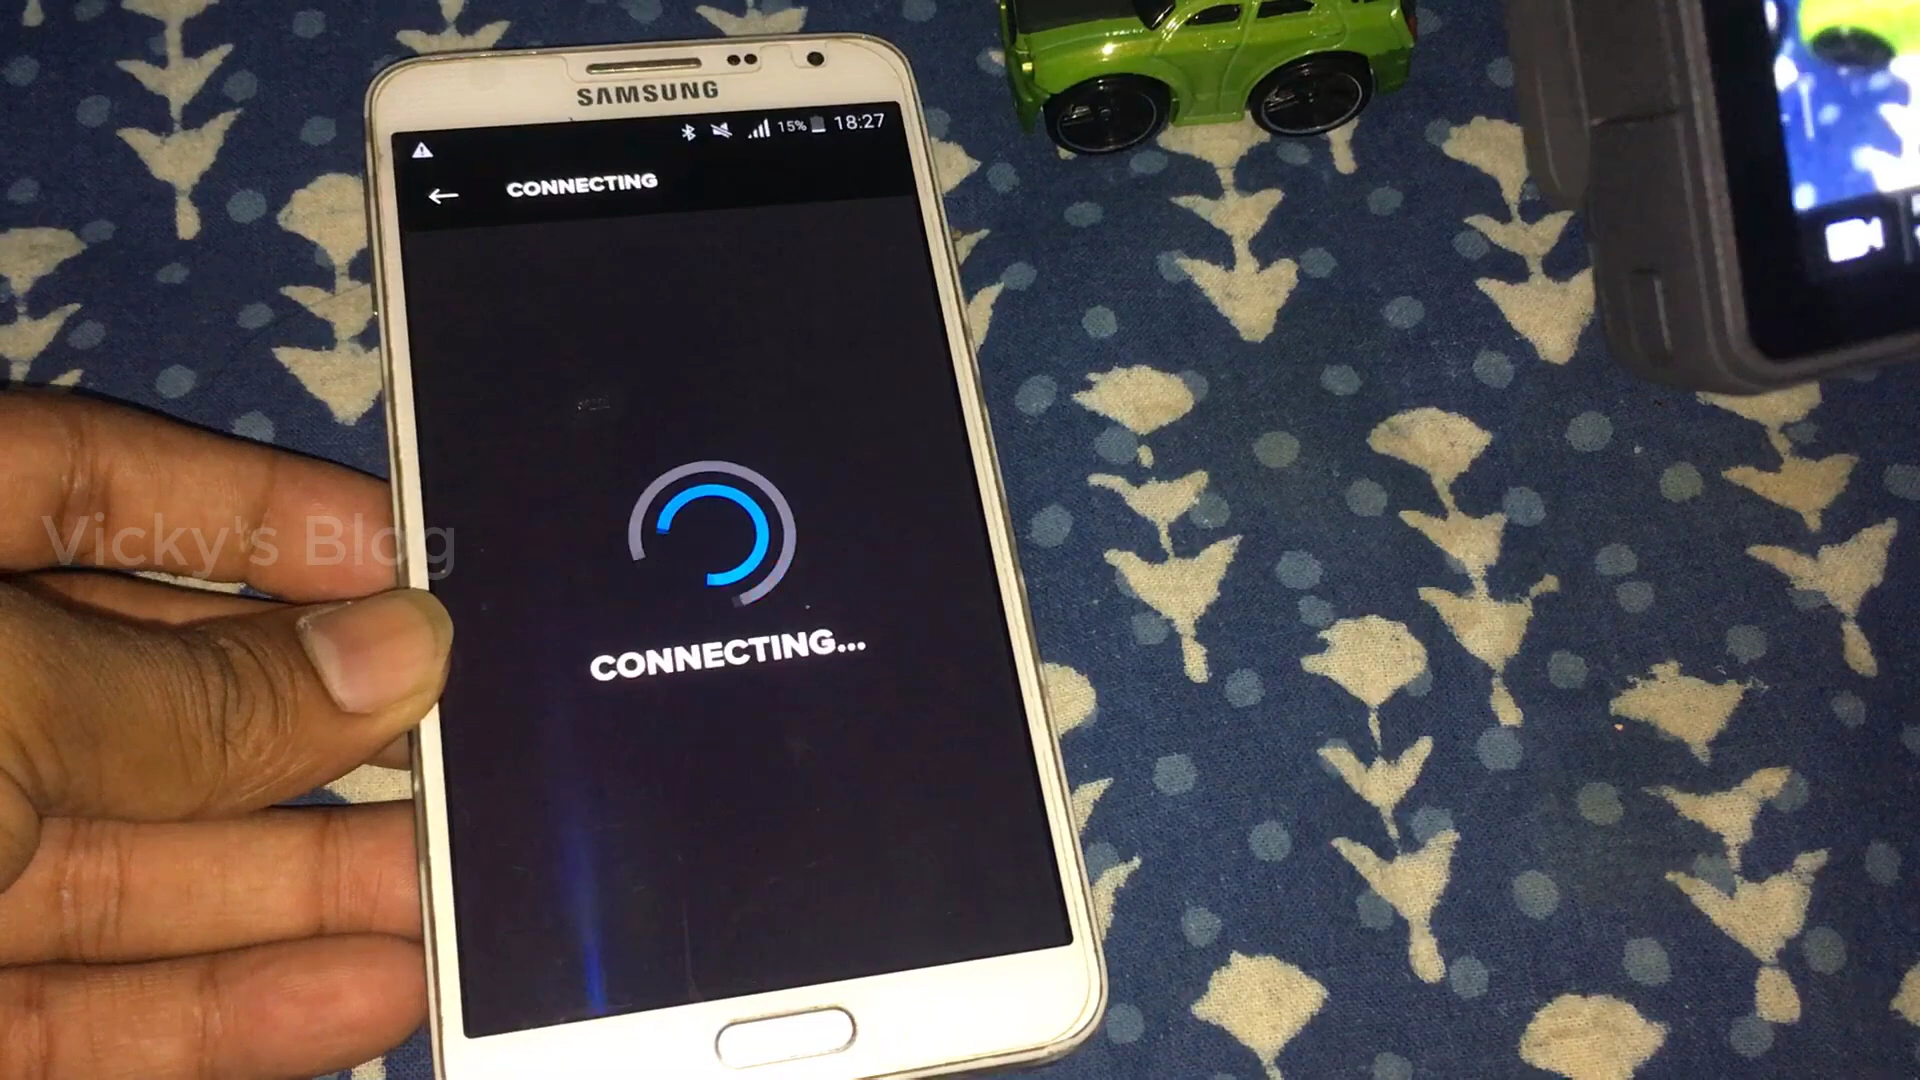 SAMSUNG
15% 18:27
CONNECTING
Vicky's Blog
CONNECTING...